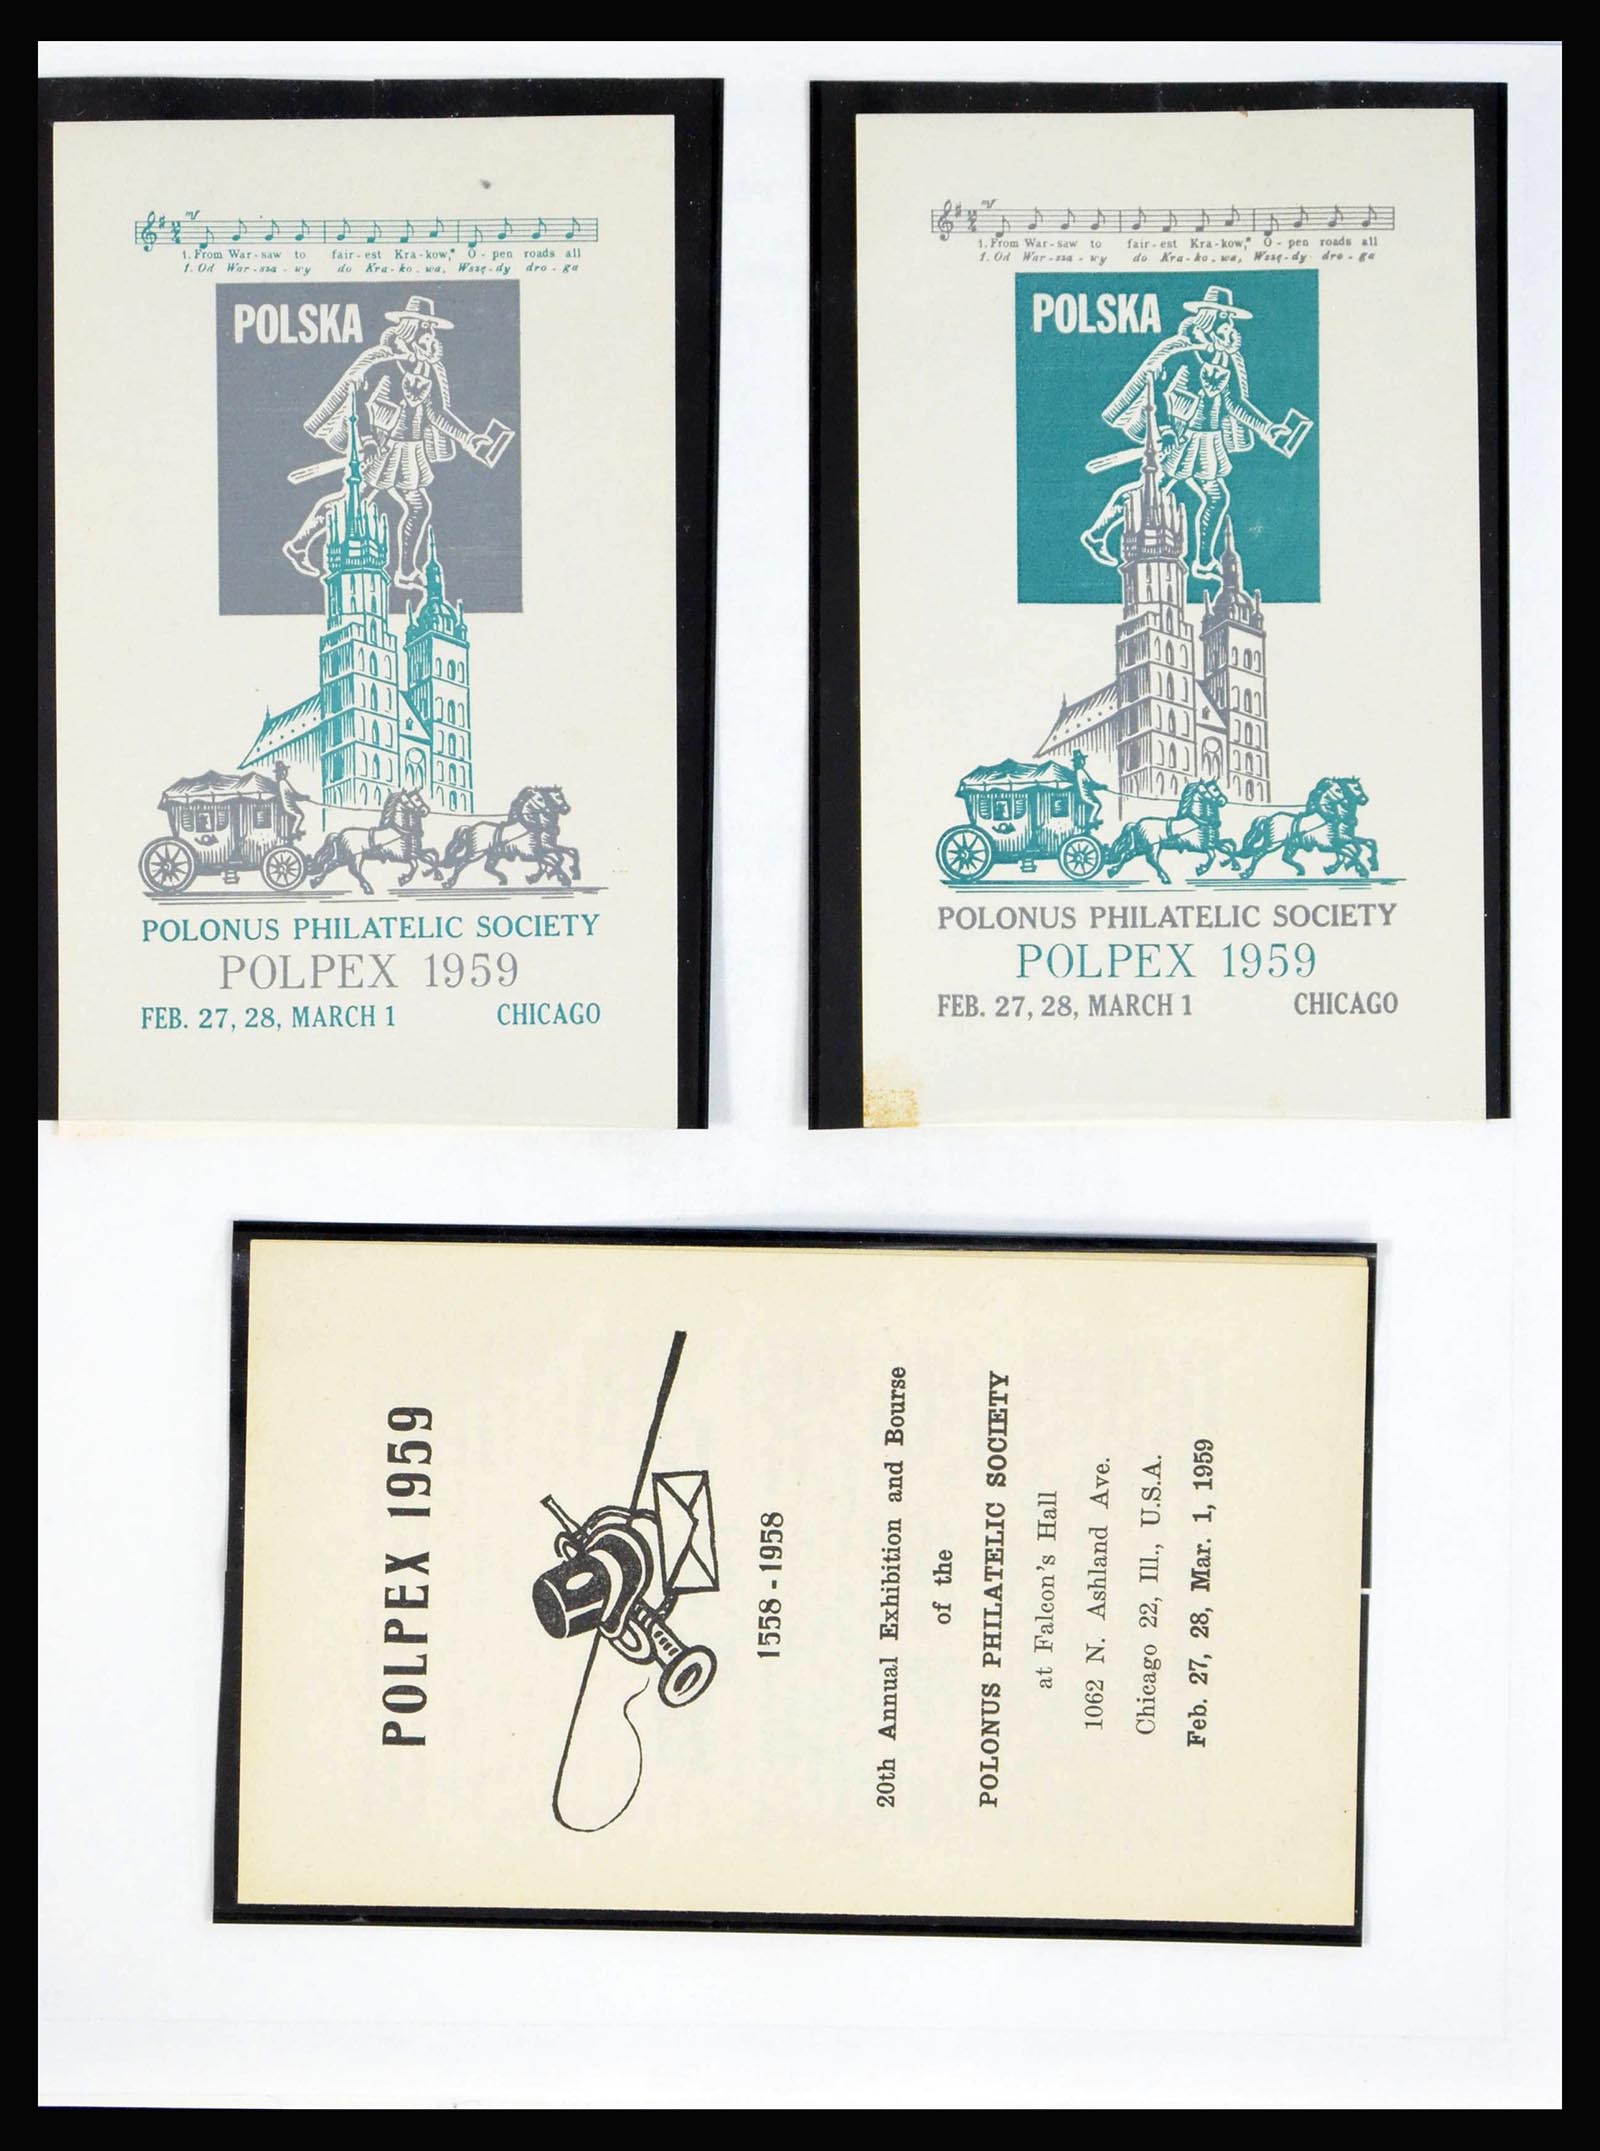 mf
1. From War - saw to fair - est Kra - kow,* O - pen roads all
1. Od War - sza - wy do Kra - ko - wa, Wszę - dy dro - ga
POLSKA
POLONUS PHILATELIC SOCIETY
POLPEX 1959
FEB. 27, 28, MARCH 1 CHICAGO
mf
1. From War - saw to fair - est Kra - kow,* O - pen roads all
1. Od War - sza - wy do Kra - ko - wa, Wszę - dy dro - ga
POLSKA
POLONUS PHILATELIC SOCIETY
POLPEX 1959
FEB. 27, 28, MARCH 1 CHICAGO
POLPEX 1959
1558 - 1958
20th Annual Exhibition and Bourse
of the
POLONUS PHILATELIC SOCIETY
at Falcon's Hall
1062 N. Ashland Ave.
Chicago 22, Ill., U.S.A.
Feb. 27, 28, Mar. 1, 1959